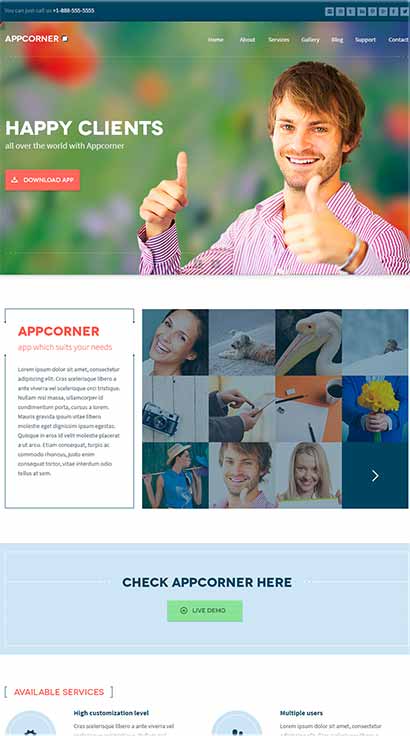 You can just call us +1-888-555-5555
APPCORNER
Home About Services Gallery Blog Support Contact
HAPPY CLIENTS
all over the world with Appcorner
DOWNLOAD APP
APPCORNER
app which suits your needs
Lorem ipsum dolor sit amet, consectetur
adipiscing elit. Cras scelerisque libero a
ante viverra vel scelerisques diam varius.
Nullam nisi massa, ullamcorper id
condimentum porta, cursus a lorem.
Mauris gravida ipsum vitae libero
molestie eget dignissim ipsum egestas.
Quisque in eros id velit molestie placerat
a ut arcu. Etiam consequat, turpis ac
commodo rhoncus, justo enim
consequat tortor, vitae interdum odio
tellus at sem.
CHECK APPCORNER HERE
LIVE DEMO
AVAILABLE SERVICES
High customization level
Cras scelerisque libero a ante viverra vel
Multiple users
Lorem ipsum dolor sit amet, consectetur